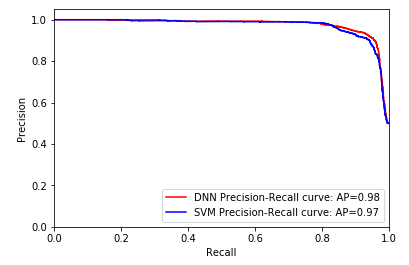 1.0
0.8
0.6
0.4
0.2
0.0
Precision
DNN Precision-Recall curve: AP=0.98
SVM Precision-Recall curve: AP=0.97
0.0 0.2 0.4 0.6 0.8 1.0
Recall